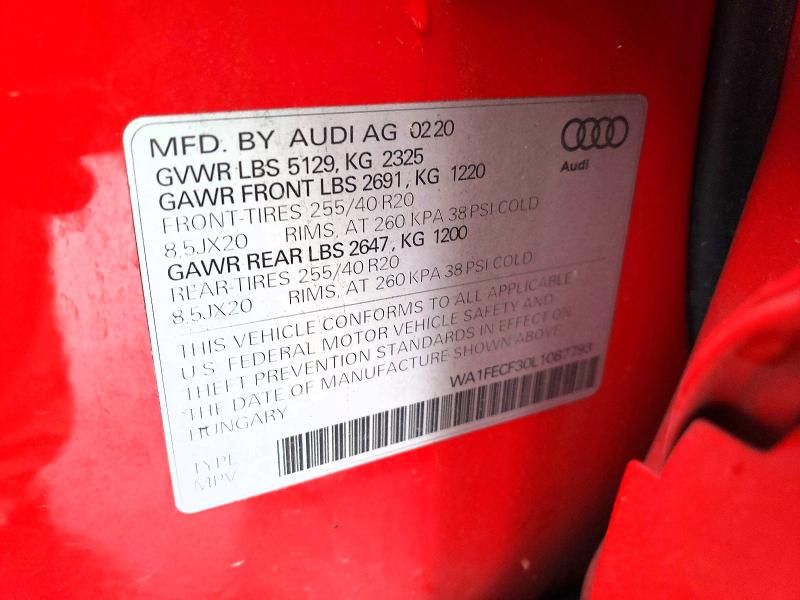 MFD. BY AUDI AG 0220
Audi
GVWR LBS 5129, KG 2325
GAWR FRONT LBS 2691, KG 1220
FRONT-TIRES 255/40 R20
8.5JX20 RIMS, AT 260 KPA 38 PSI COLD
GAWR REAR LBS 2647, KG 1200
REAR-TIRES 255/40 R20
8.5JX20 RIMS, AT 260 KPA 38 PSI COLD
THIS VEHICLE CONFORMS TO ALL APPLICABLE
U.S. FEDERAL MOTOR VEHICLE SAFETY AND
THEFT PREVENTION STANDARDS IN EFFECT ON
THE DATE OF MANUFACTURE SHOWN ABOVE
HUNGARY
WA1FECF30L1087793
TYPE
MPV